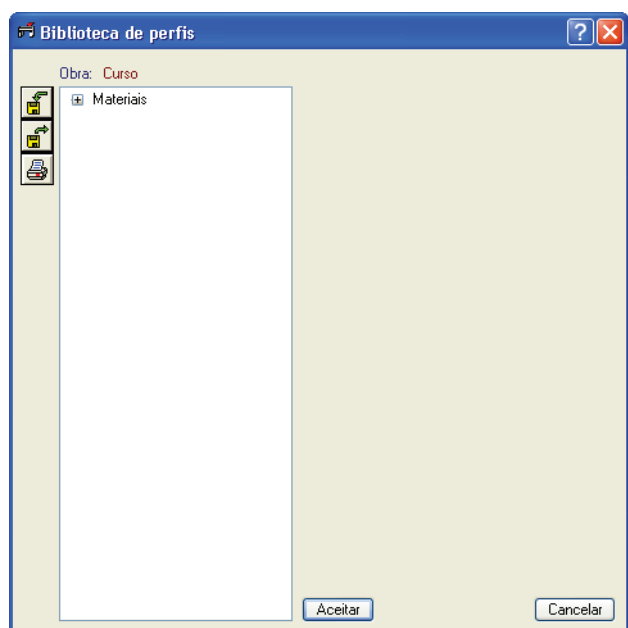 Biblioteca de perfis
Obra: Curso
Materiais
Aceitar
Cancelar